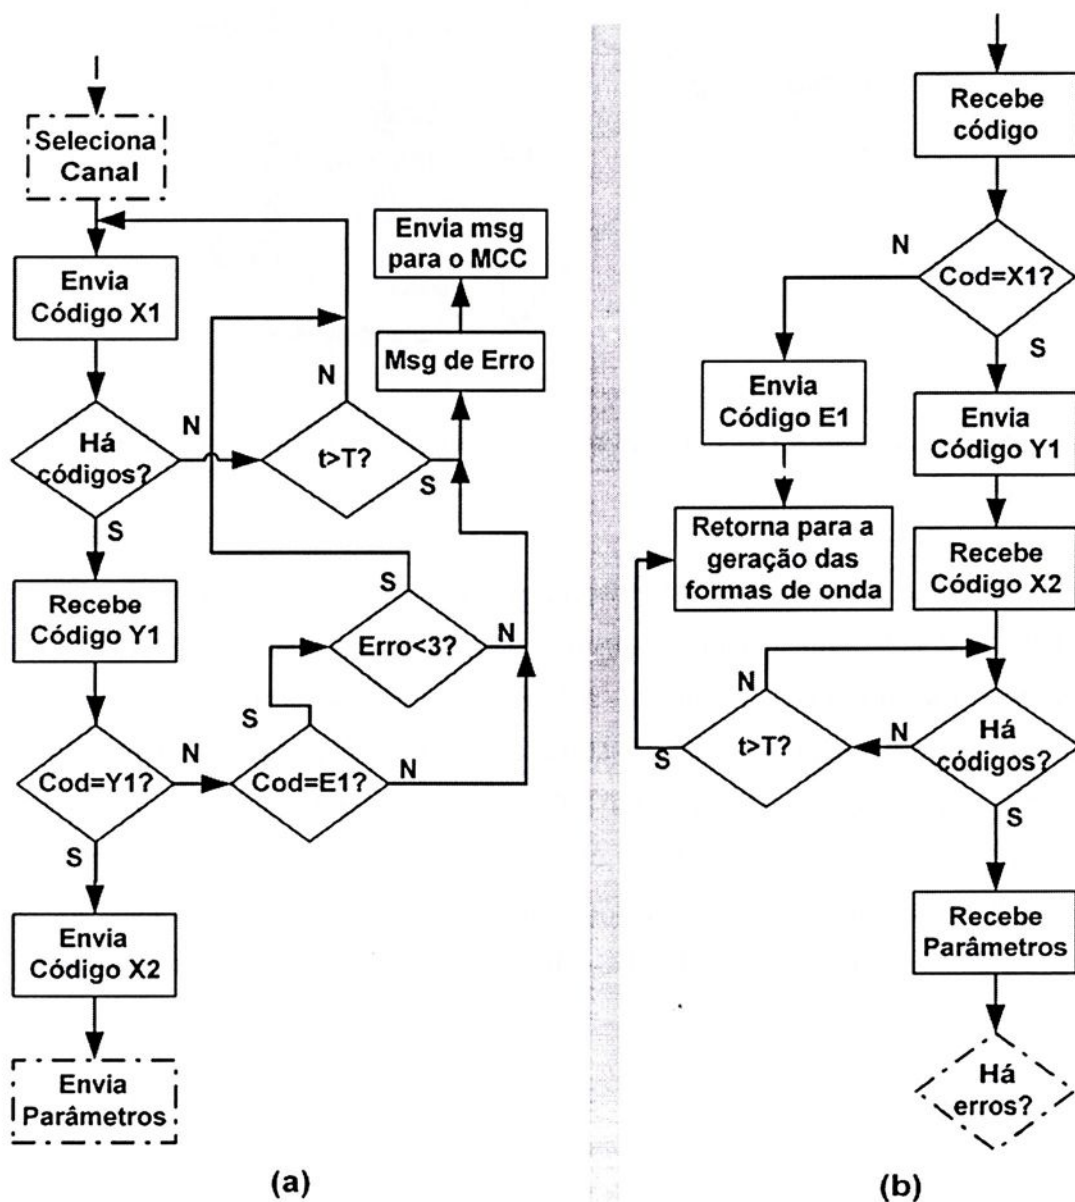 Seleciona
Canal
Envia
Código X1
Há
códigos?
N
S
t>T?
N
S
Envia msg
para o MCC
Msg de Erro
Recebe
Código Y1
Erro<3?
S
N
Cod=Y1?
N
S
Cod=E1?
S
N
Envia
Código X2
Envia
Parâmetros
(a)
Recebe
código
Cod=X1?
N
S
Envia
Código E1
Envia
Código Y1
Retorna para a
geração das
formas de onda
Recebe
Código X2
t>T?
N
S
Há
códigos?
N
S
Recebe
Parâmetros
Há
erros?
(b)